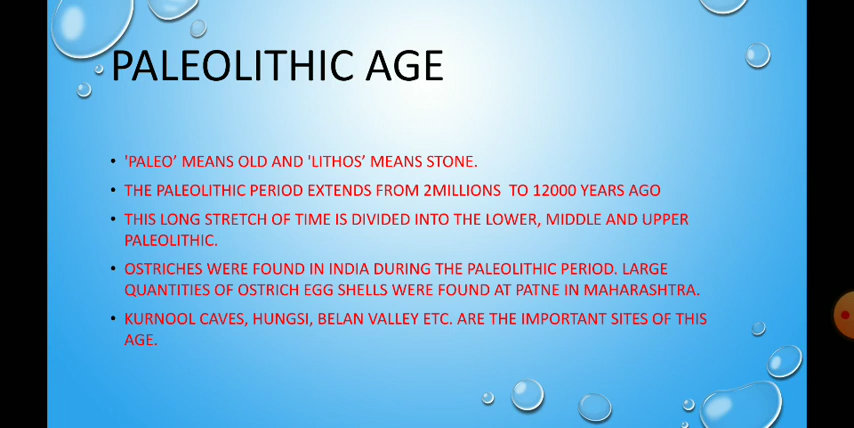 PALEOLITHIC AGE
• 'PALEO’ MEANS OLD AND 'LITHOS’ MEANS STONE.
• THE PALEOLITHIC PERIOD EXTENDS FROM 2MILLIONS TO 12000 YEARS AGO
• THIS LONG STRETCH OF TIME IS DIVIDED INTO THE LOWER, MIDDLE AND UPPER
PALEOLITHIC.
• OSTRICHES WERE FOUND IN INDIA DURING THE PALEOLITHIC PERIOD. LARGE
QUANTITIES OF OSTRICH EGG SHELLS WERE FOUND AT PATNE IN MAHARASHTRA.
• KURNOOL CAVES, HUNGSI, BELAN VALLEY ETC. ARE THE IMPORTANT SITES OF THIS
AGE.